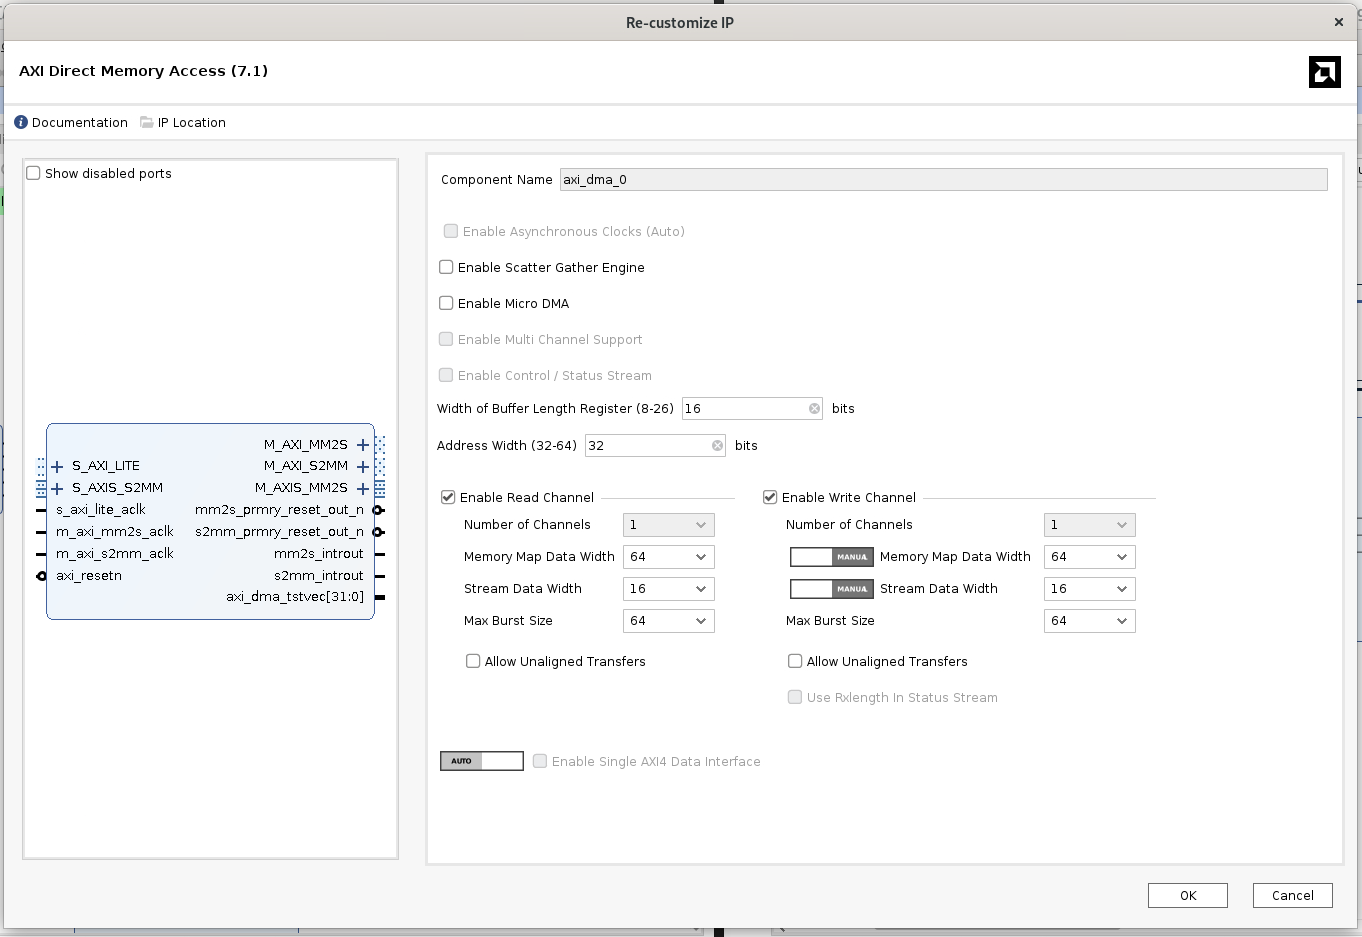 Re-customize IP
AXI Direct Memory Access (7.1)
Documentation IP Location
Show disabled ports
M_AXI_MM2S
S_AXI_LITE M_AXI_S2MM
S_AXIS_S2MM M_AXIS_MM2S
s_axi_lite_aclk mm2s_prmry_reset_out_n
m_axi_mm2s_aclk s2mm_prmry_reset_out_n
m_axi_s2mm_aclk mm2s_introut
axi_resetn s2mm_introut
axi_dma_tstvec[31:0]
Component Name axi_dma_0
Enable Asynchronous Clocks (Auto)
Enable Scatter Gather Engine
Enable Micro DMA
Enable Multi Channel Support
Enable Control / Status Stream
Width of Buffer Length Register (8-26) 16 bits
Address Width (32-64) 32 bits
Enable Read Channel
Number of Channels 1
Memory Map Data Width 64
Stream Data Width 16
Max Burst Size 64
Allow Unaligned Transfers
Enable Write Channel
Number of Channels 1
MANUA Memory Map Data Width 64
MANUA Stream Data Width 16
Max Burst Size 64
Allow Unaligned Transfers
Use Rxlength In Status Stream
AUTO Enable Single AXI4 Data Interface
OK Cancel